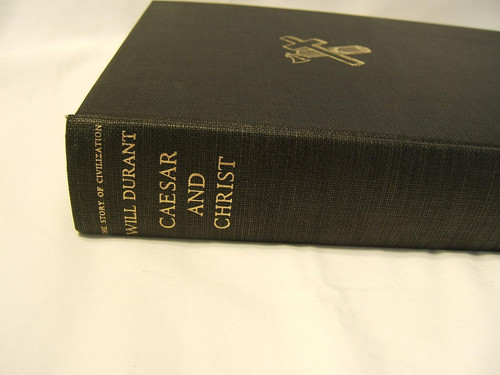 THE STORY OF CIVILIZATION
WILL DURANT
CAESAR
AND
CHRIST